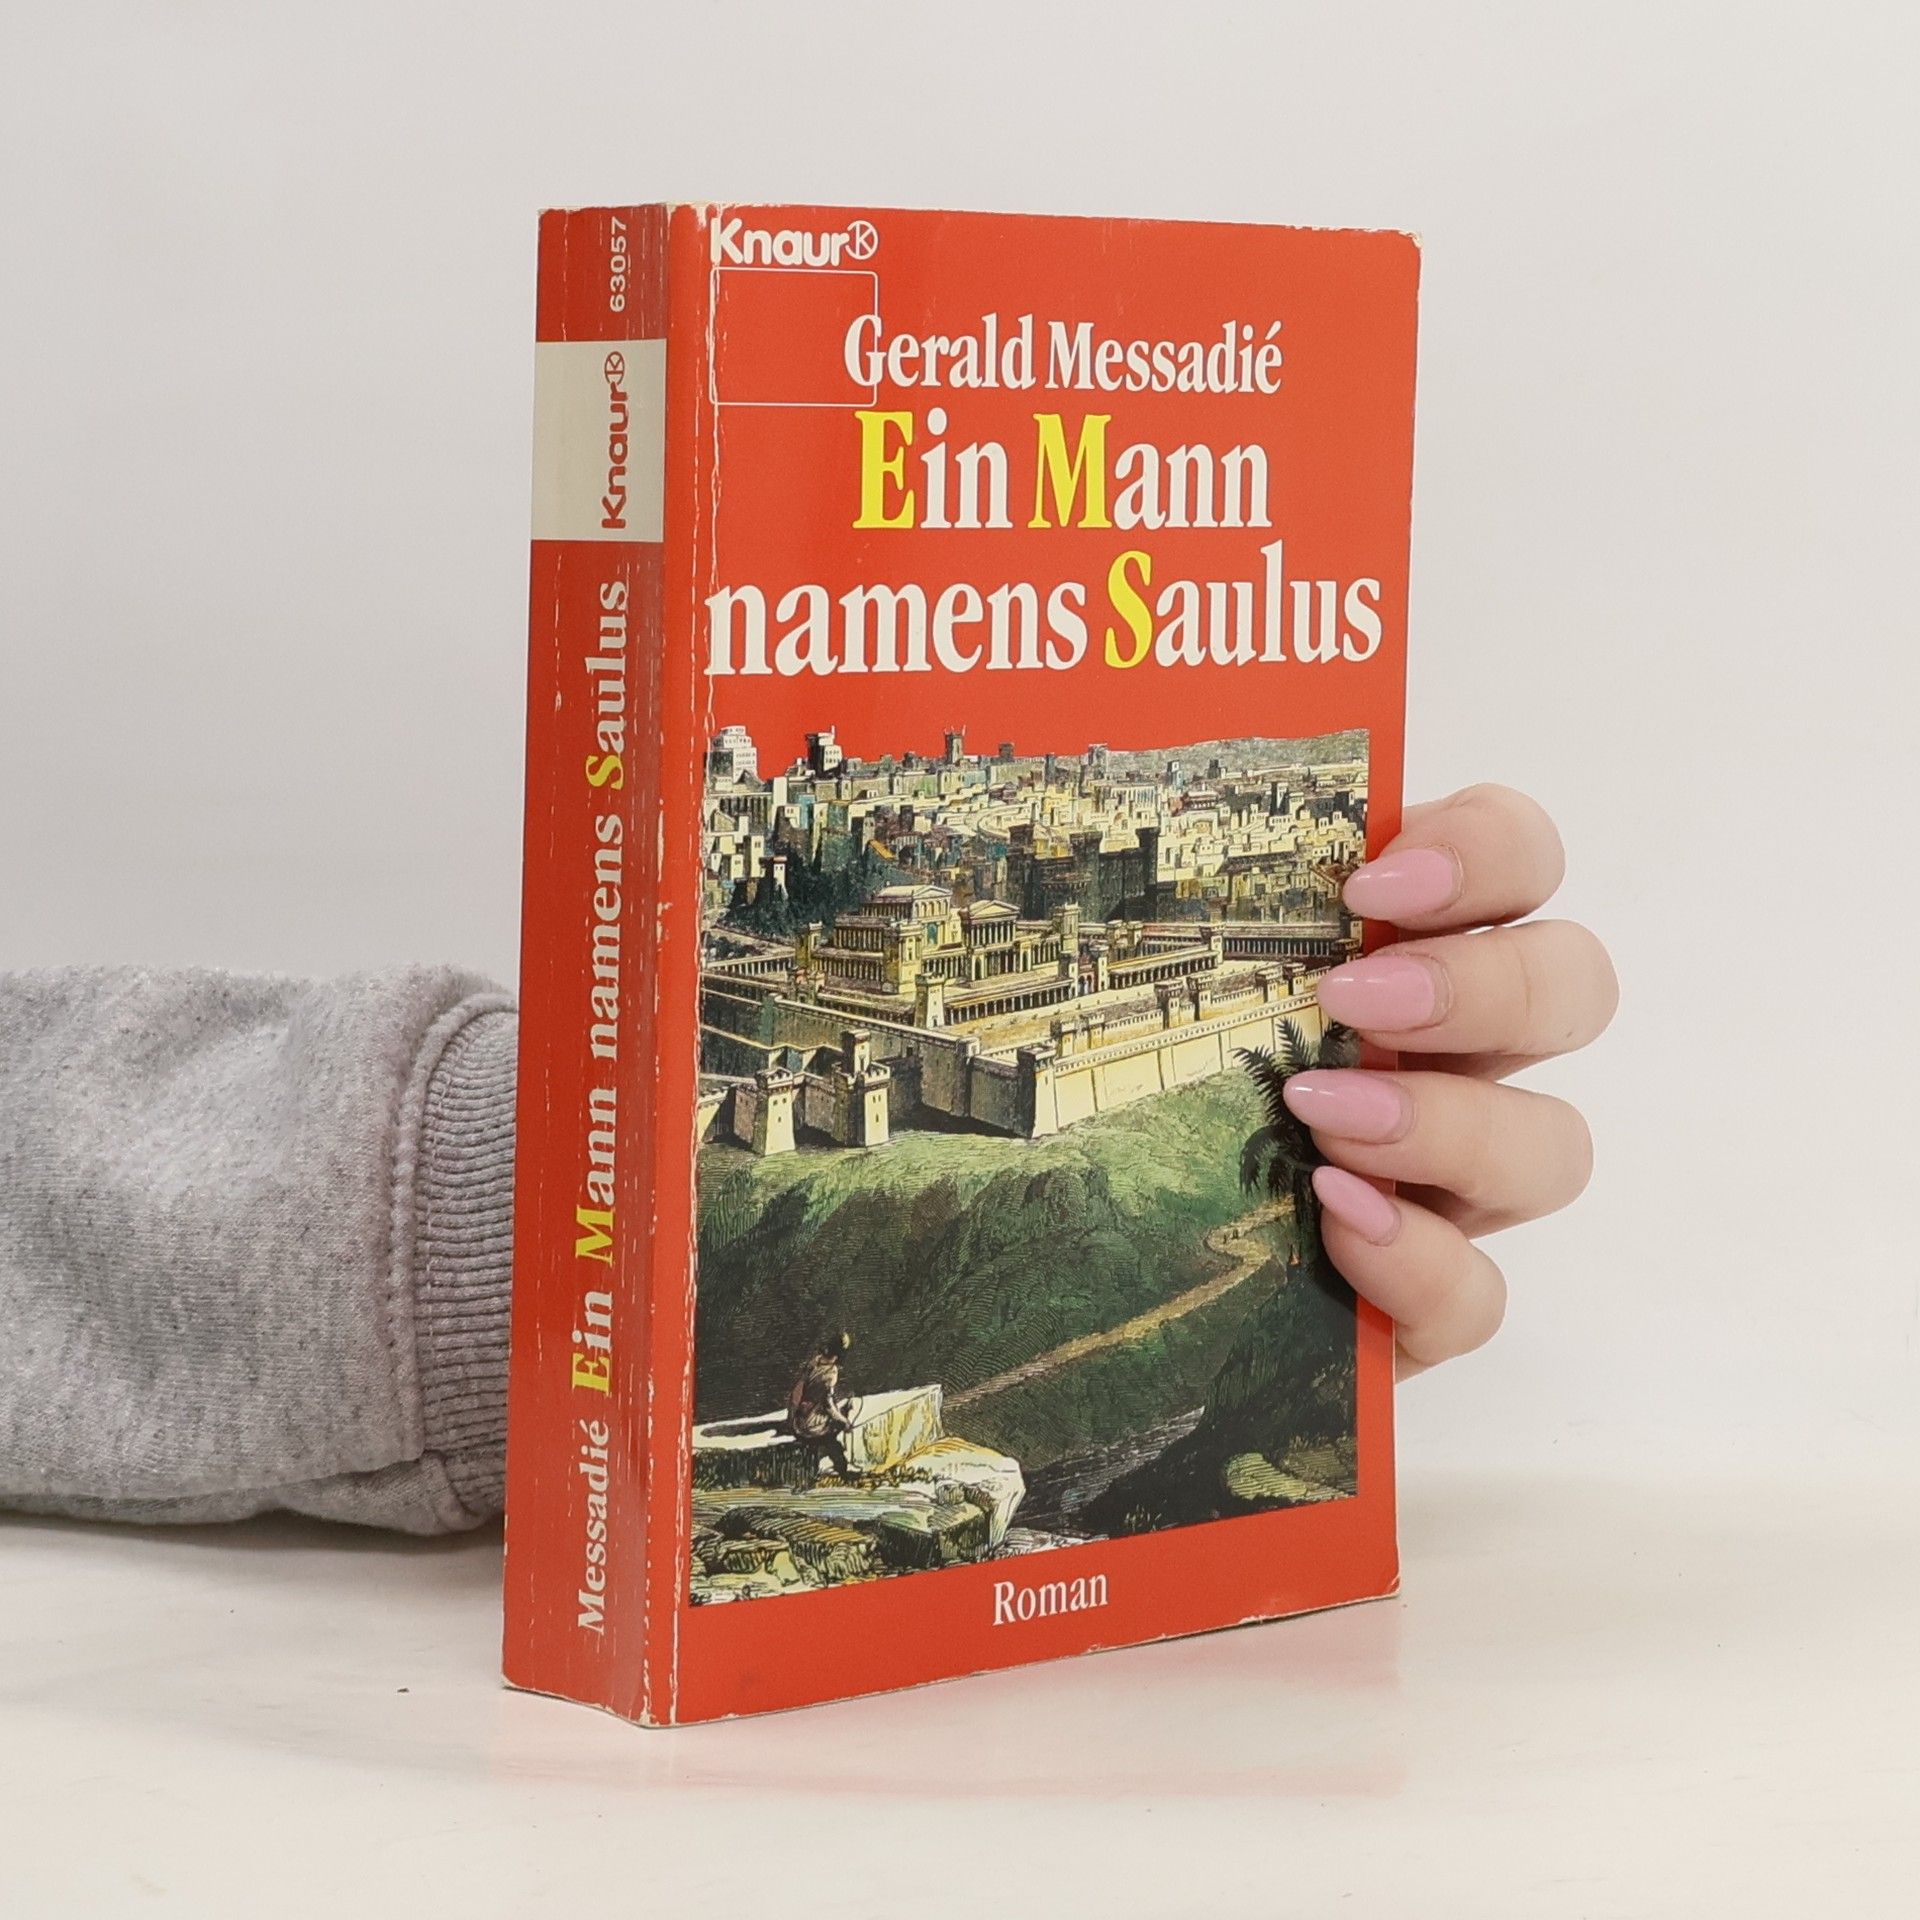 63057
Knaur
Messadié Ein Mann namens Saulus
Knaur
Gerald Messadié
Ein Mann
namens Saulus
Roman